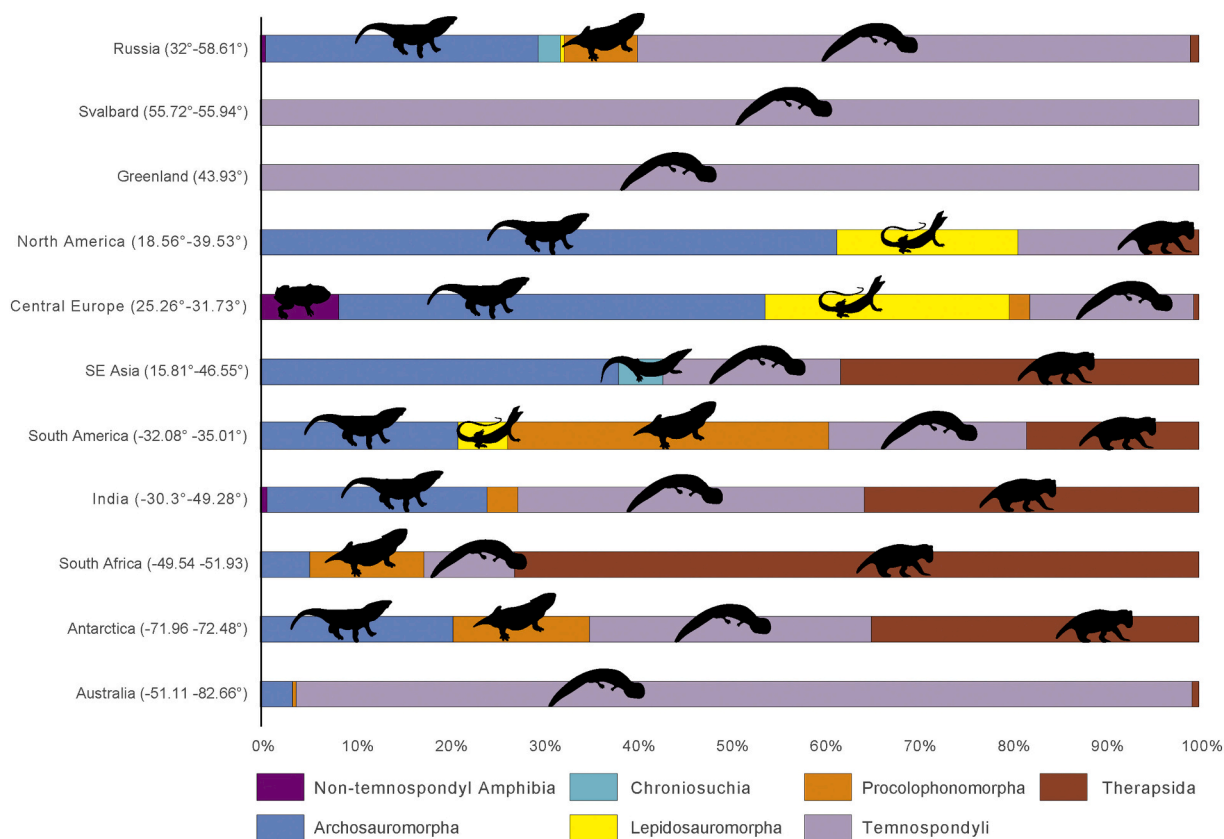 Russia (32°-58.61°)
Svalbard (55.72°-55.94°)
Greenland (43.93°)
North America (18.56°-39.53°)
Central Europe (25.26°-31.73°)
SE Asia (15.81°-46.55°)
South America (-32.08° -35.01°)
India (-30.3°-49.28°)
South Africa (-49.54 -51.93)
Antarctica (-71.96 -72.48°)
Australia (-51.11 -82.66°)
0% 10% 20% 30% 40% 50% 60% 70% 80% 90% 100%
Non-temnospondyl Amphibia Chroniosuchia Procolophonomorpha Therapsida
Archosauromorpha Lepidosauromorpha Temnospondyli